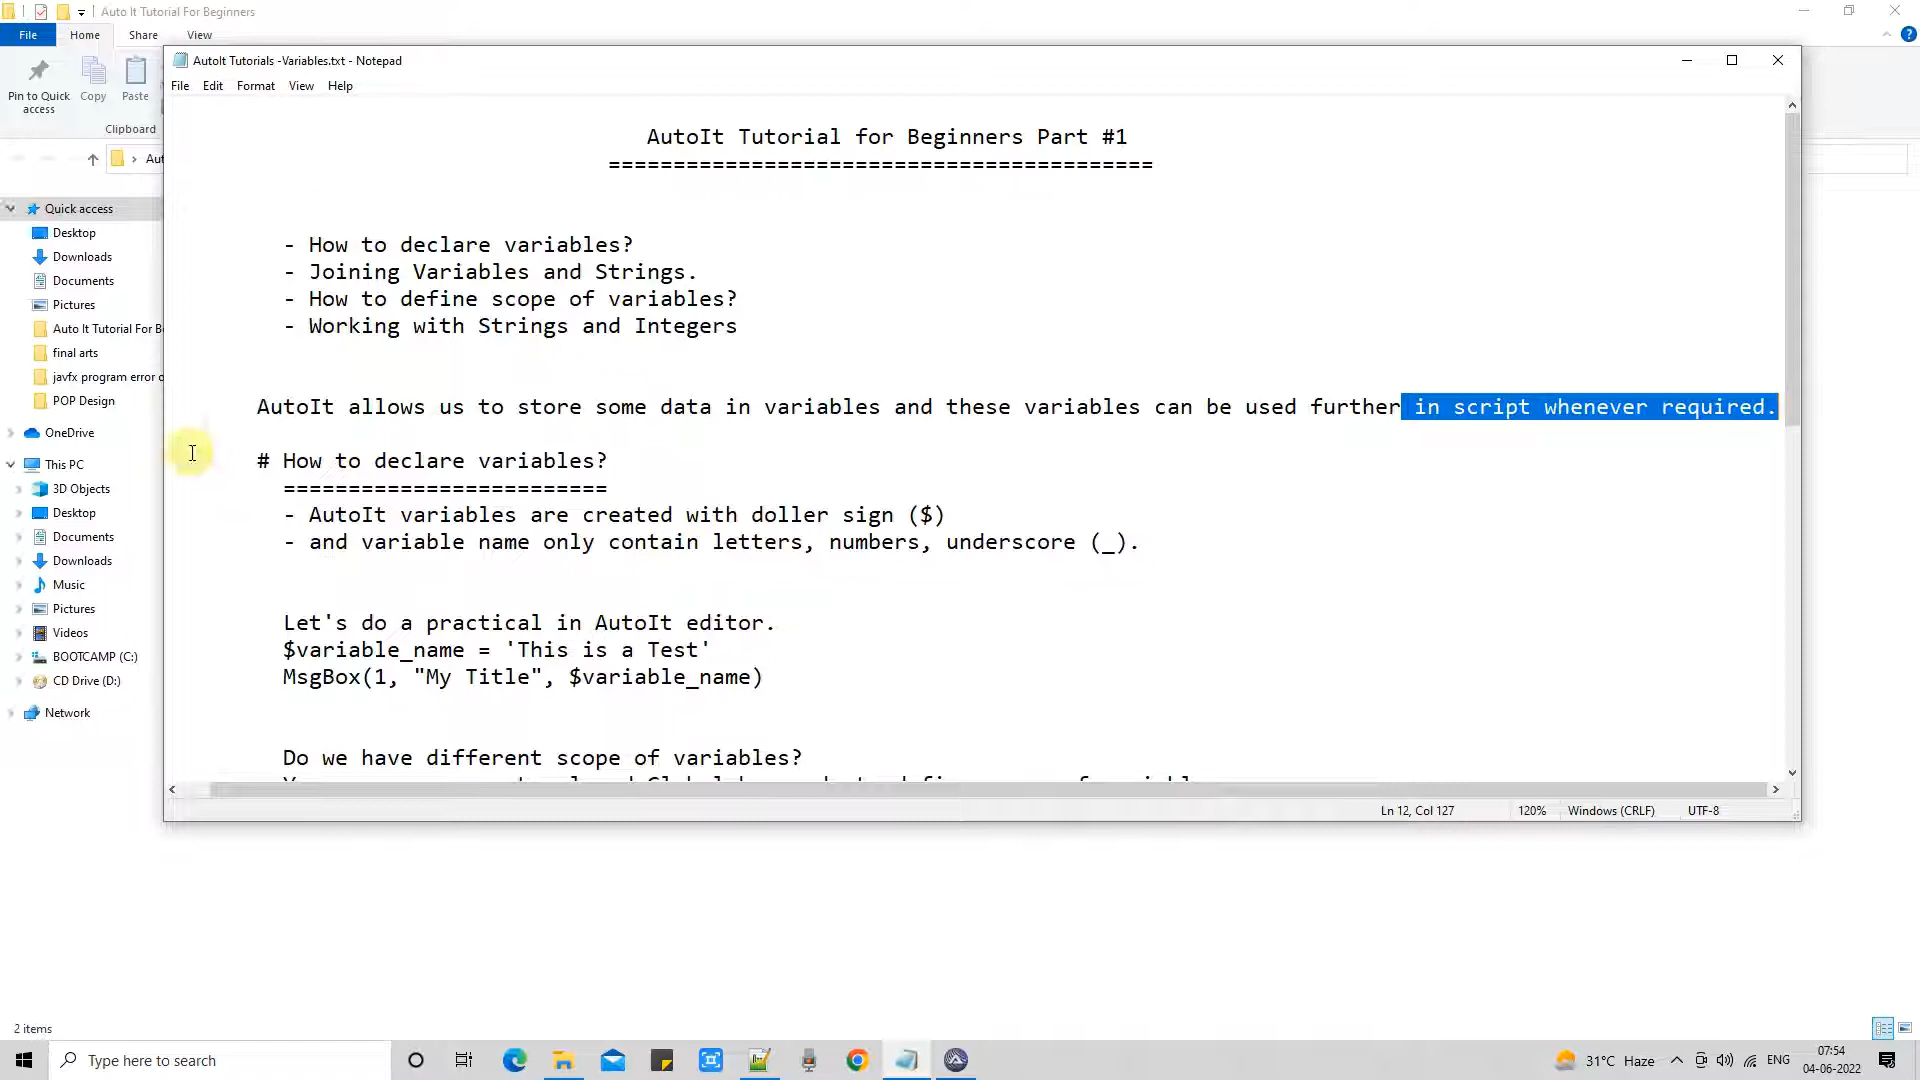 Auto It Tutorial For Beginners
File Home Share View
Pin to Quick access
Copy
Paste
Clipboard
Aut
Quick access
Desktop
Downloads
Documents
Pictures
Auto It Tutorial For B
final arts
javfx program error o
POP Design
OneDrive
This PC
3D Objects
Desktop
Documents
Downloads
Music
Pictures
Videos
BOOTCAMP (C:)
CD Drive (D:)
Network
2 items
AutoIt Tutorials -Variables.txt - Notepad
File Edit Format View Help
AutoIt Tutorial for Beginners Part #1
==========================================
- How to declare variables?
- Joining Variables and Strings.
- How to define scope of variables?
- Working with Strings and Integers
AutoIt allows us to store some data in variables and these variables can be used further in script whenever required.
# How to declare variables?
=========================
- AutoIt variables are created with doller sign ($)
- and variable name only contain letters, numbers, underscore (_).
Let's do a practical in AutoIt editor.
$variable_name = 'This is a Test'
MsgBox(1, "My Title", $variable_name)
Do we have different scope of variables?
Ln 12, Col 127 120% Windows (CRLF) UTF-8
Type here to search
31°C Haze
ENG
07:54
04-06-2022